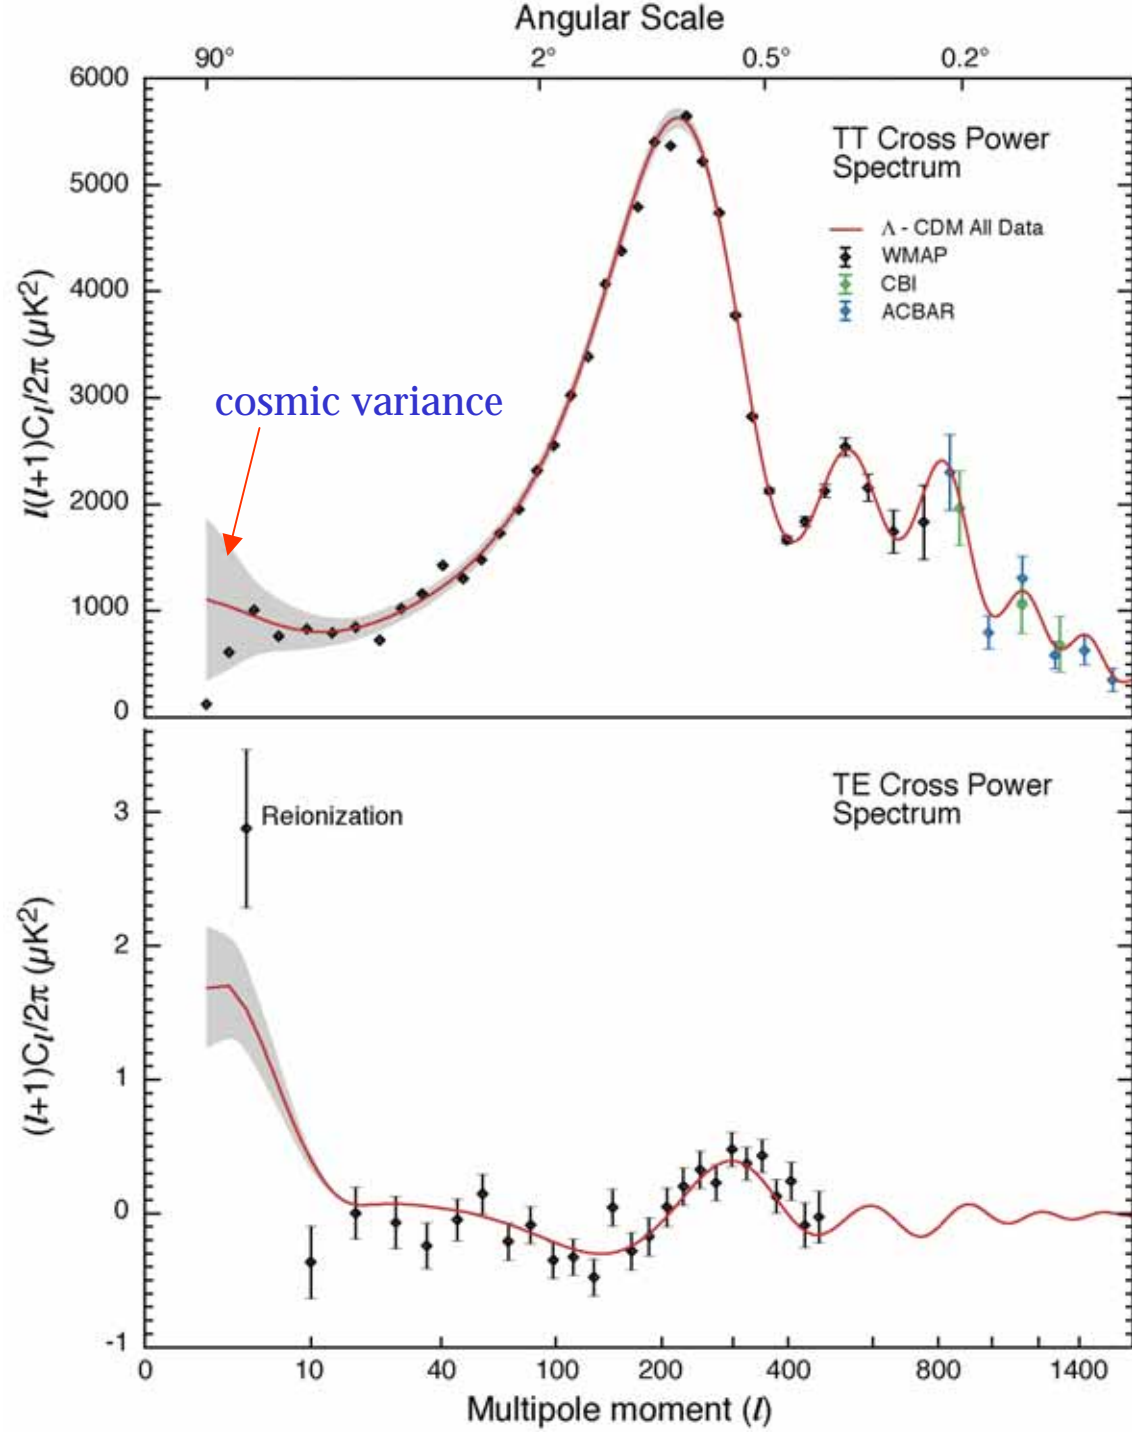 Angular Scale
90° 2° 0.5° 0.2°
6000
5000
4000
3000
2000
1000
0
l(l+1)Cl/2π (μK²)
TT Cross Power
Spectrum
Λ - CDM All Data
WMAP
CBI
ACBAR
cosmic variance
TE Cross Power
Spectrum
Reionization
3
2
1
0
-1
(l+1)Cl/2π (μK²)
0 10 40 100 200 400 800 1400
Multipole moment (l)